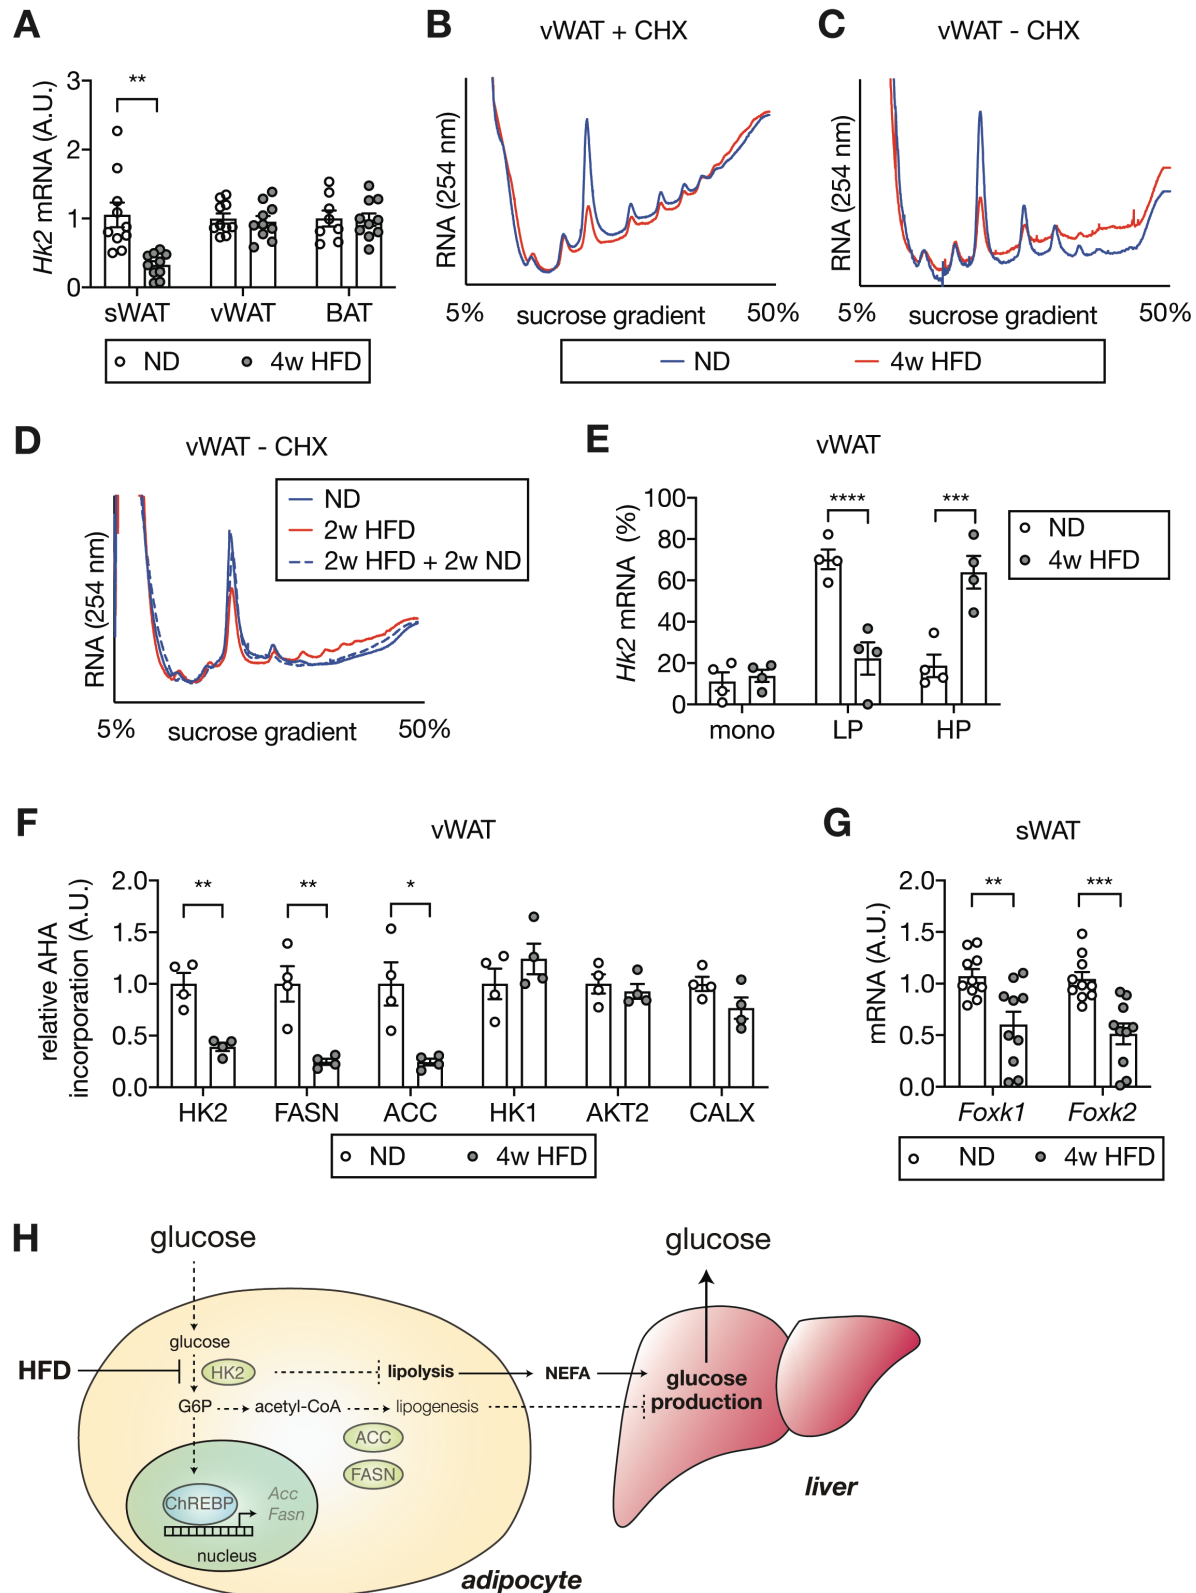 A
Hk2 mRNA (A.U.)
3
2
1
0
**
sWAT
vWAT
BAT
ND
4w HFD
B
vWAT + CHX
RNA (254 nm)
5%
sucrose gradient
50%
C
vWAT - CHX
RNA (254 nm)
5%
sucrose gradient
50%
ND
4w HFD
D
vWAT - CHX
RNA (254 nm)
ND
2w HFD
2w HFD + 2w ND
5%
sucrose gradient
50%
E
vWAT
Hk2 mRNA (%)
100
80
60
40
20
0
****
***
mono
LP
HP
ND
4w HFD
F
vWAT
relative AHA
incorporation (A.U.)
2.0
1.5
1.0
0.5
0.0
**
**
*
HK2
FASN
ACC
HK1
AKT2
CALX
ND
4w HFD
G
sWAT
mRNA (A.U.)
2.0
1.5
1.0
0.5
0.0
**
***
Foxk1
Foxk2
ND
4w HFD
H
glucose
glucose
glucose
HFD
HK2
lipolysis
NEFA
glucose
production
G6P
acetyl-CoA
lipogenesis
ACC
FASN
ChREBP
Acc
Fasn
nucleus
liver
adipocyte